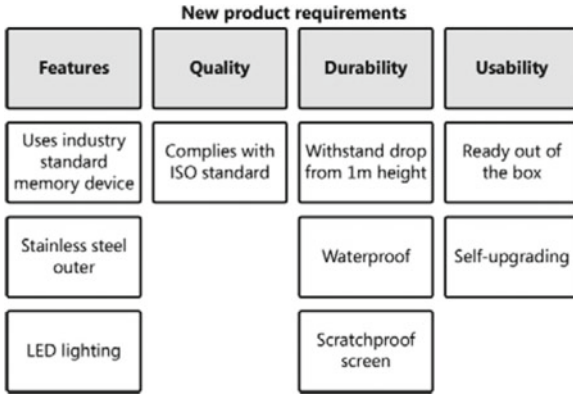 New product requirements
Features
Quality
Durability
Usability
Uses industry
standard
memory device
Complies with
ISO standard
Withstand drop
from 1m height
Ready out of
the box
Stainless steel
outer
Waterproof
Self-upgrading
LED lighting
Scratchproof
screen